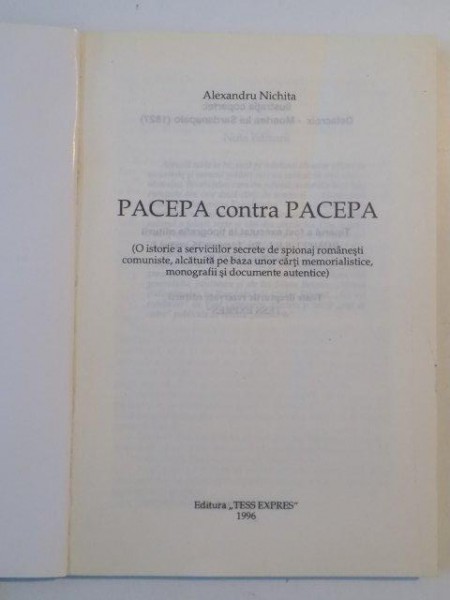 Alexandru Nichita
PACEPA contra PACEPA
(O istorie a serviciilor secrete de spionaj românești
comuniste, alcătuită pe baza unor cărți memorialistice,
monografii și documente autentice)
Editura „TESS EXPRES"
1996